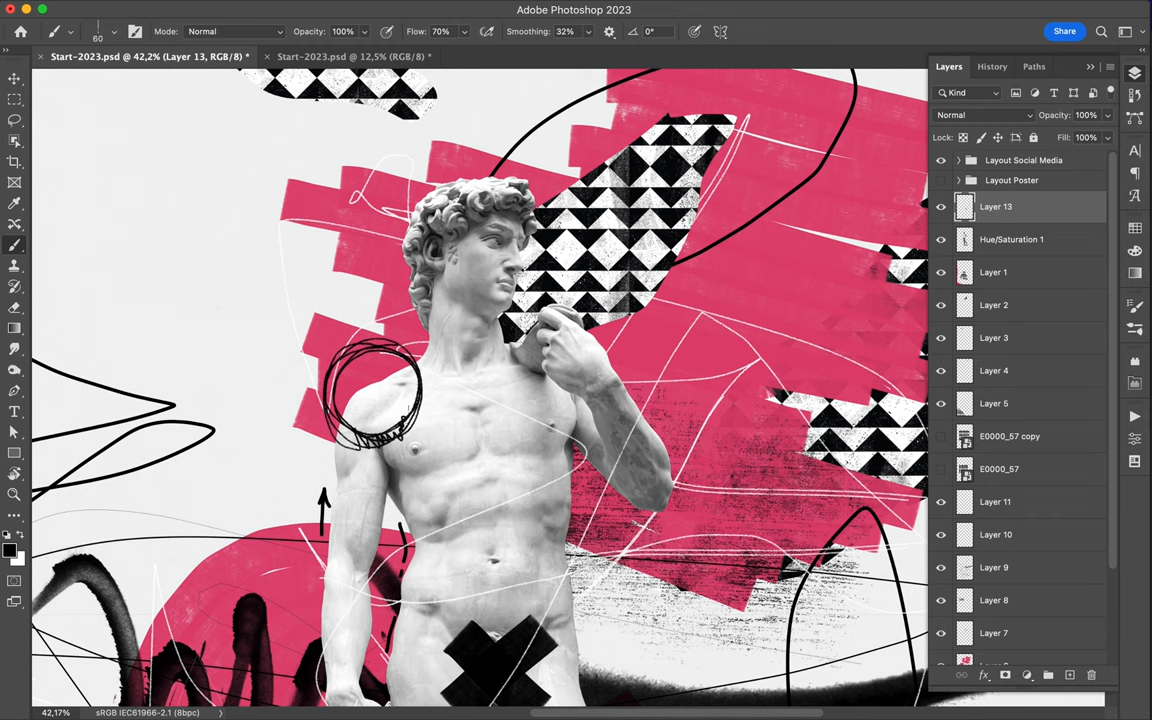 Adobe Photoshop 2023
60 Mode: Normal Opacity: 100% Flow: 70% Smoothing: 32% 0° Share
× Start-2023.psd @ 42,2% (Layer 13, RGB/8) * × Start-2023.psd @ 12,5% (RGB/8) *
Layers History Paths
Kind
Normal Opacity: 100%
Lock: Fill: 100%
Layout Social Media
Layout Poster
Layer 13
Hue/Saturation 1
Layer 1
Layer 2
Layer 3
Layer 4
Layer 5
E0000_57 copy
E0000_57
Layer 11
Layer 10
Layer 9
Layer 8
Layer 7
fx
42,17% sRGB IEC61966-2.1 (8bpc)